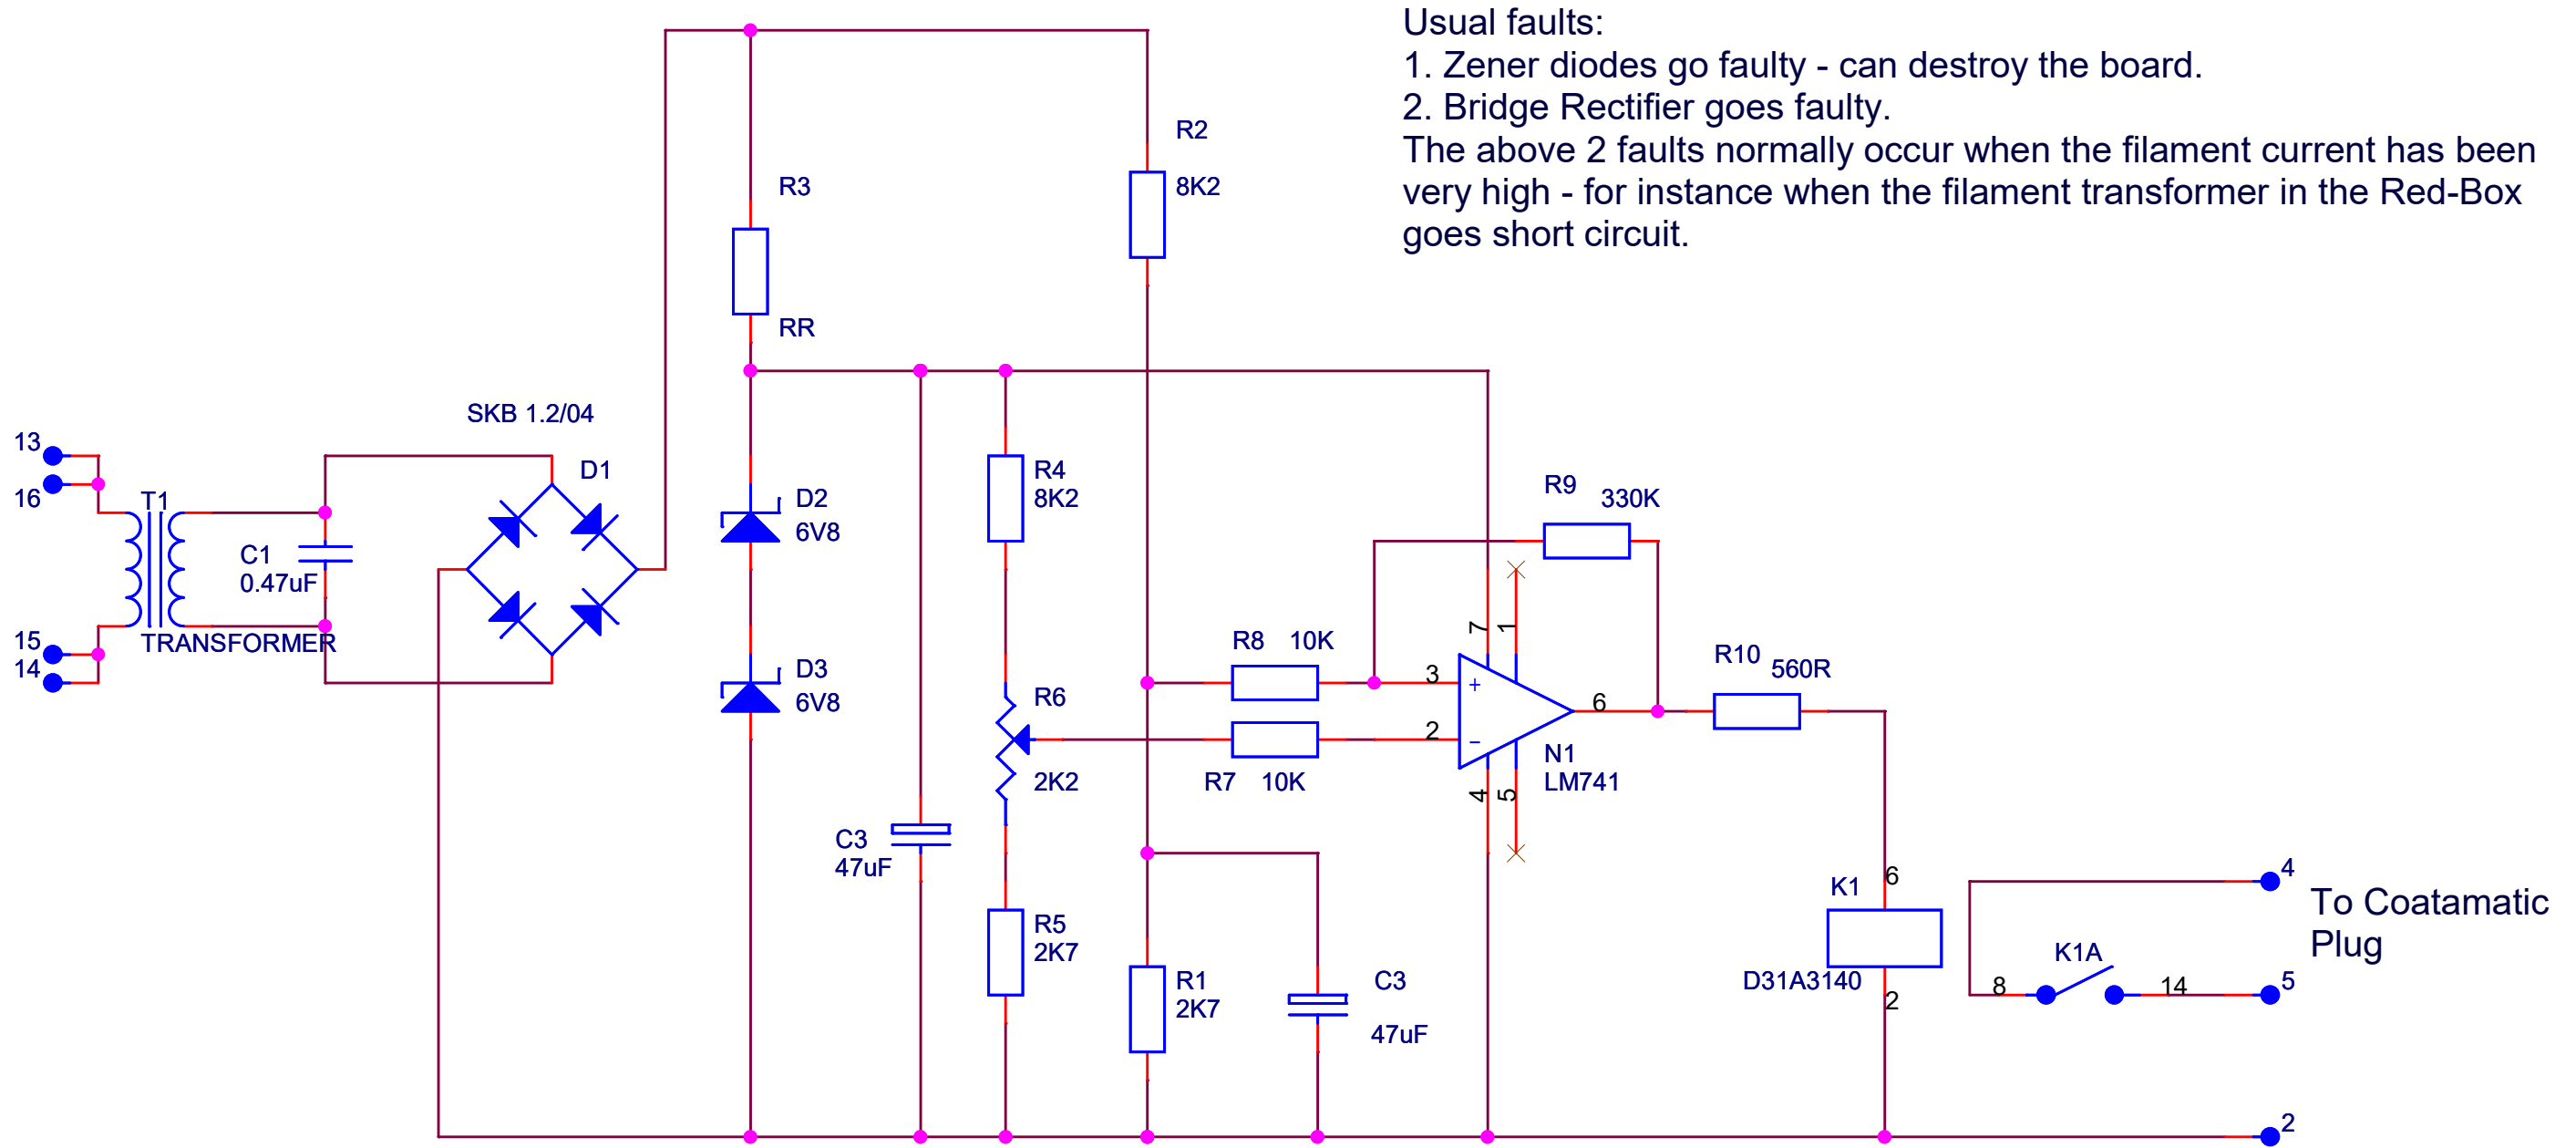 Usual faults:
1. Zener diodes go faulty - can destroy the board.
2. Bridge Rectifier goes faulty.
The above 2 faults normally occur when the filament current has been
very high - for instance when the filament transformer in the Red-Box
goes short circuit.
R2
8K2
R3
RR
SKB 1.2/04
D1
13
16
T1
TRANSFORMER
15
14
C1
0.47uF
D2
6V8
D3
6V8
R4
8K2
R6
2K2
C3
47uF
R5
2K7
R9 330K
R8 10K
R7 10K
3
2
7
1
+
−
6
4
5
N1
LM741
R10 560R
R1
2K7
C3
47uF
K1
6
D31A3140
2
K1A
8
14
4
5
To Coatamatic
Plug
2